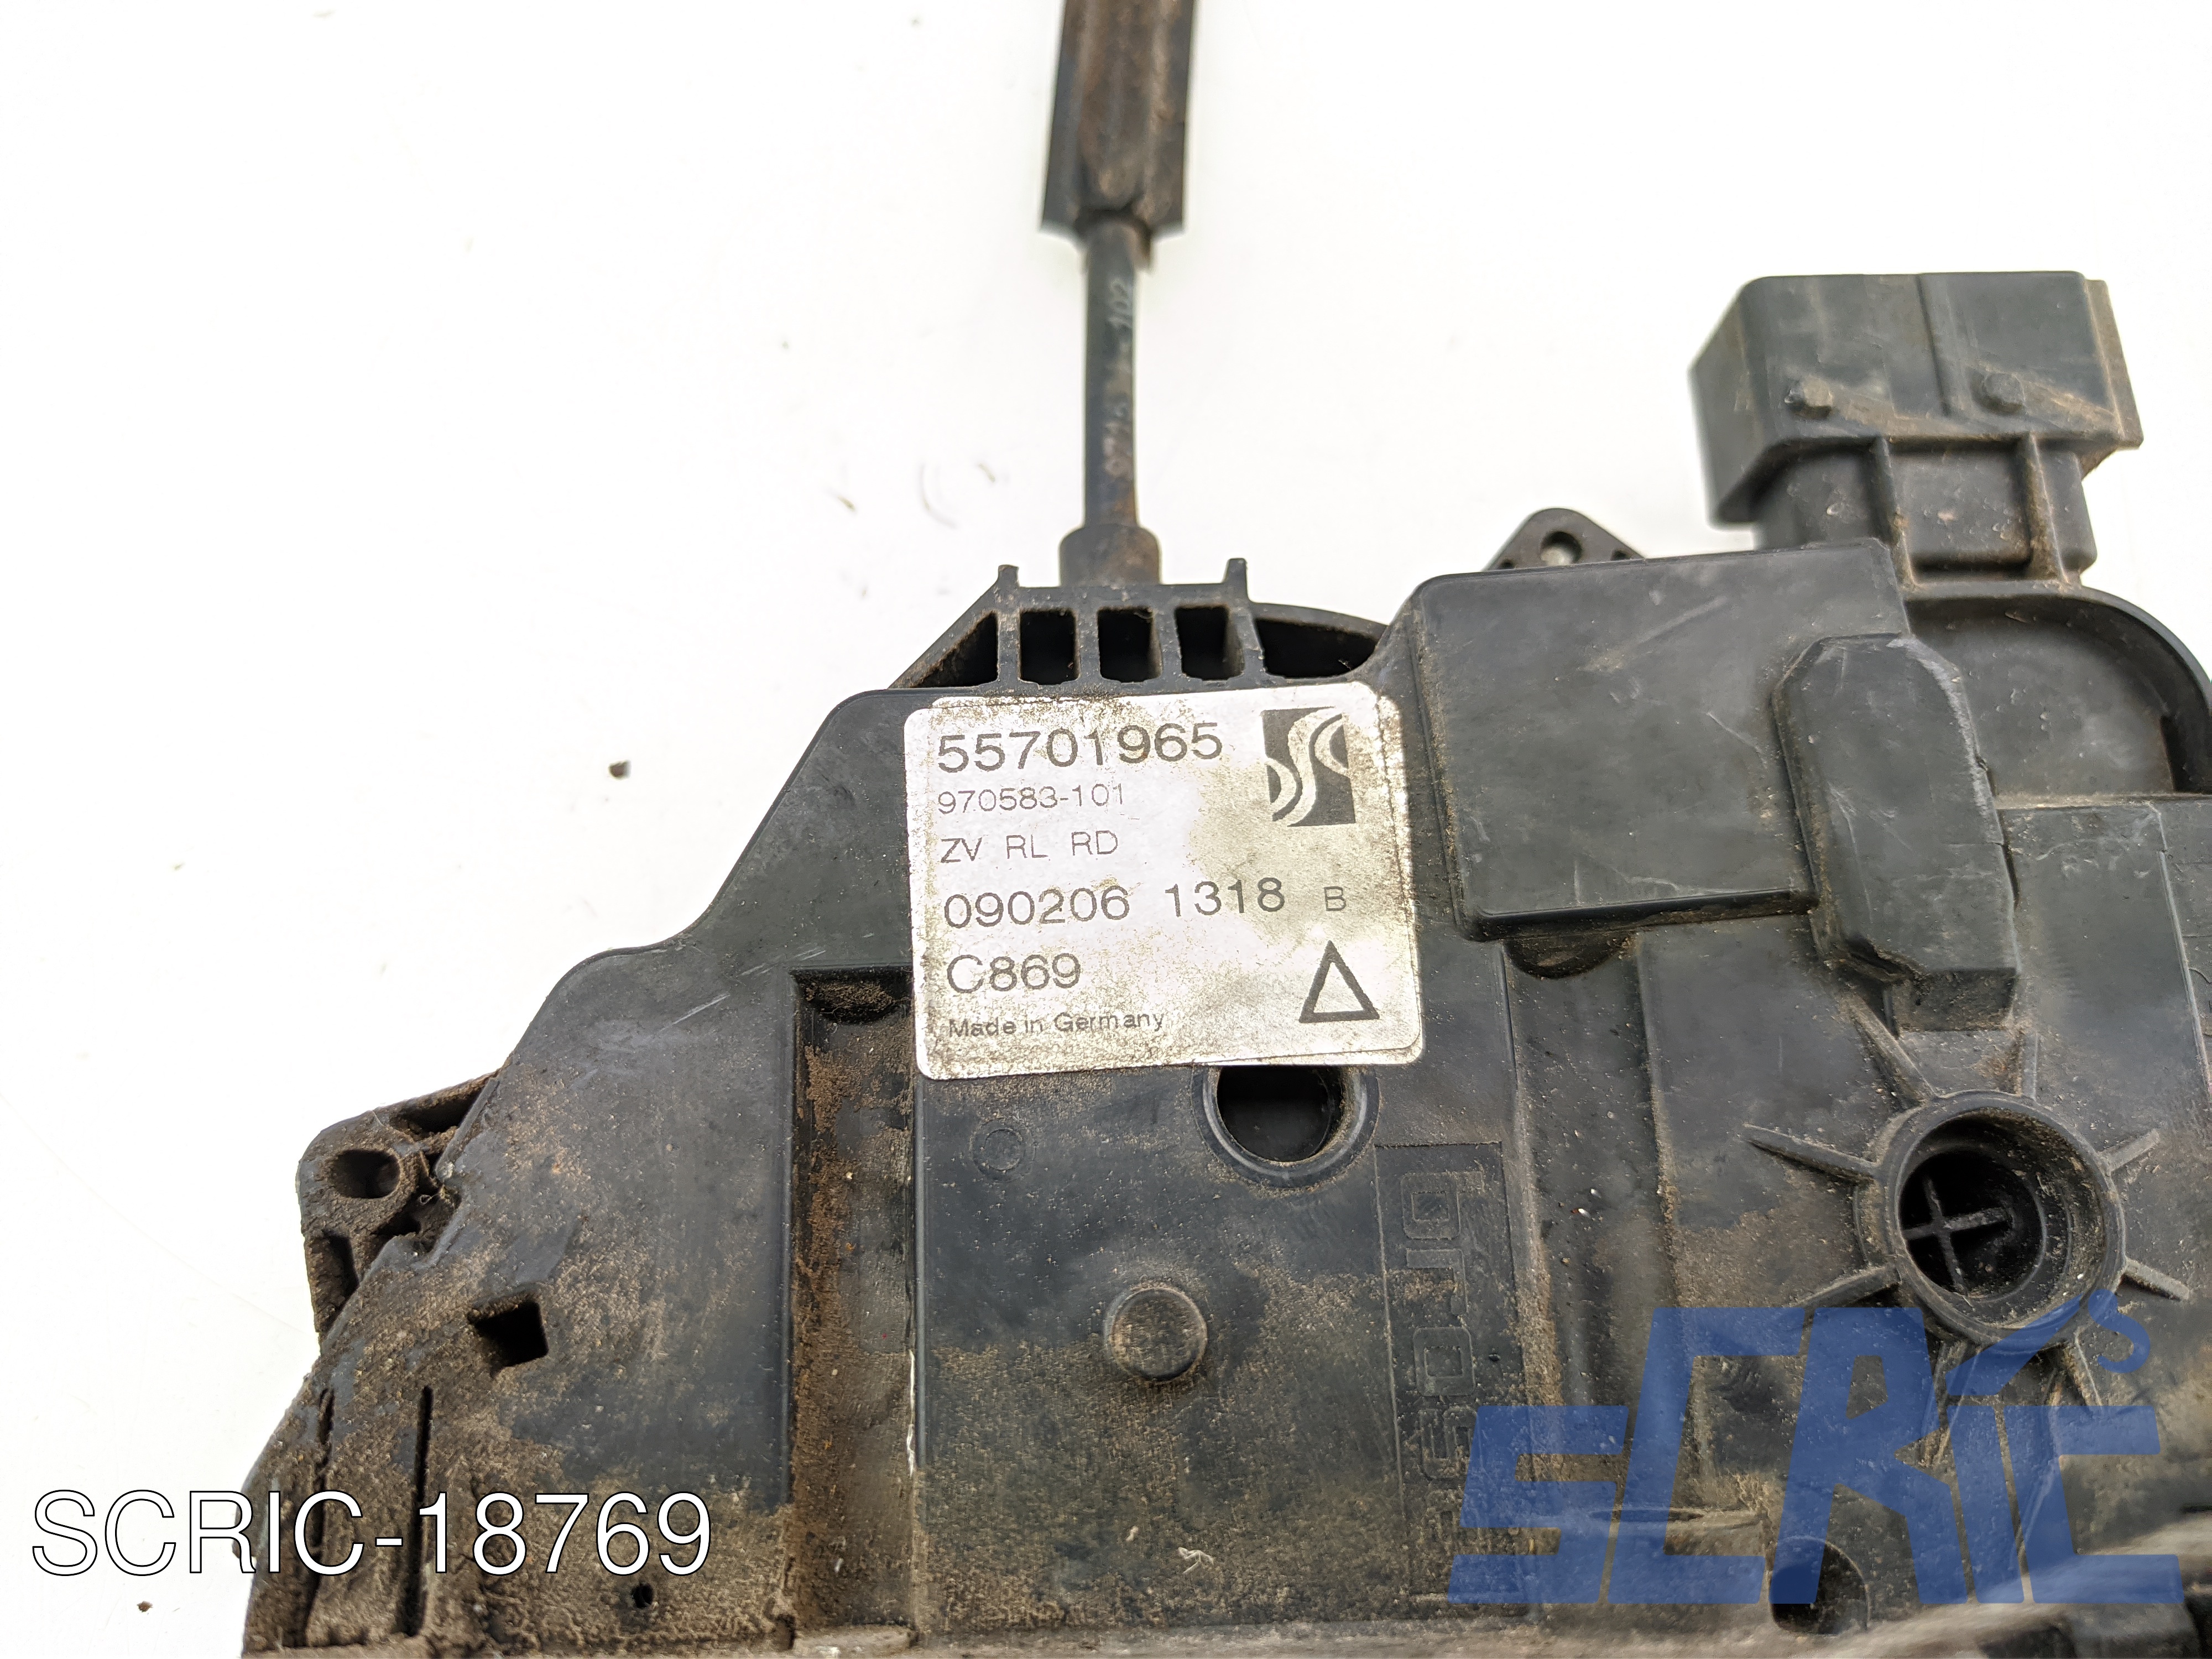 55701965
970583-101
ZV RL RD
090206 1318 B
C869
Made in Germany
SCRIC-18769
SCRiC'S